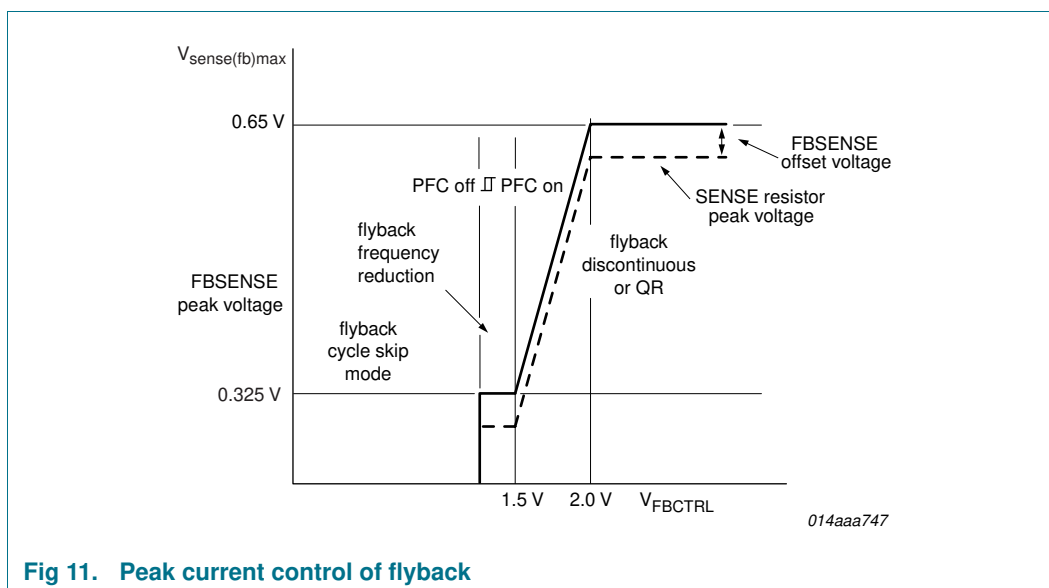 V_sense(fb)max
0.65 V
FBSENSE
offset voltage
PFC off PFC on
SENSE resistor
peak voltage
flyback
frequency
reduction
flyback
discontinuous
or QR
FBSENSE
peak voltage
flyback
cycle skip
mode
0.325 V
1.5 V
2.0 V
V_FBCTRL
014aaa747
Fig 11. Peak current control of flyback